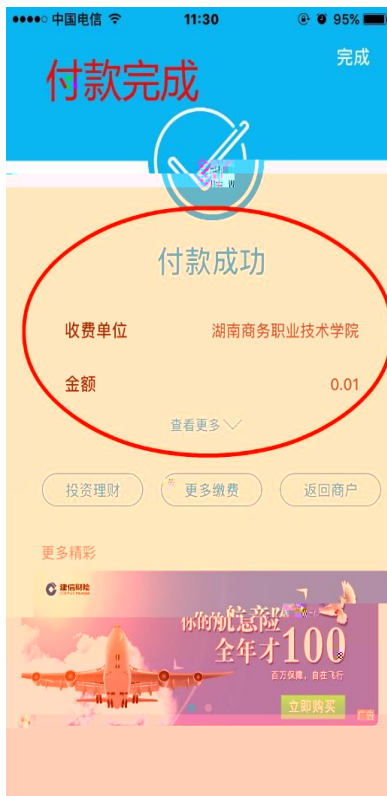 中国电信 11:30 95%
付款完成
完成
付款成功
收费单位 湖南商务职业技术学院
金额 0.01
查看更多
投资理财 更多缴费 返回商户
更多精彩
建信财险
你的航意险
全年才100
百万保障，自在飞行
立即购买
广告